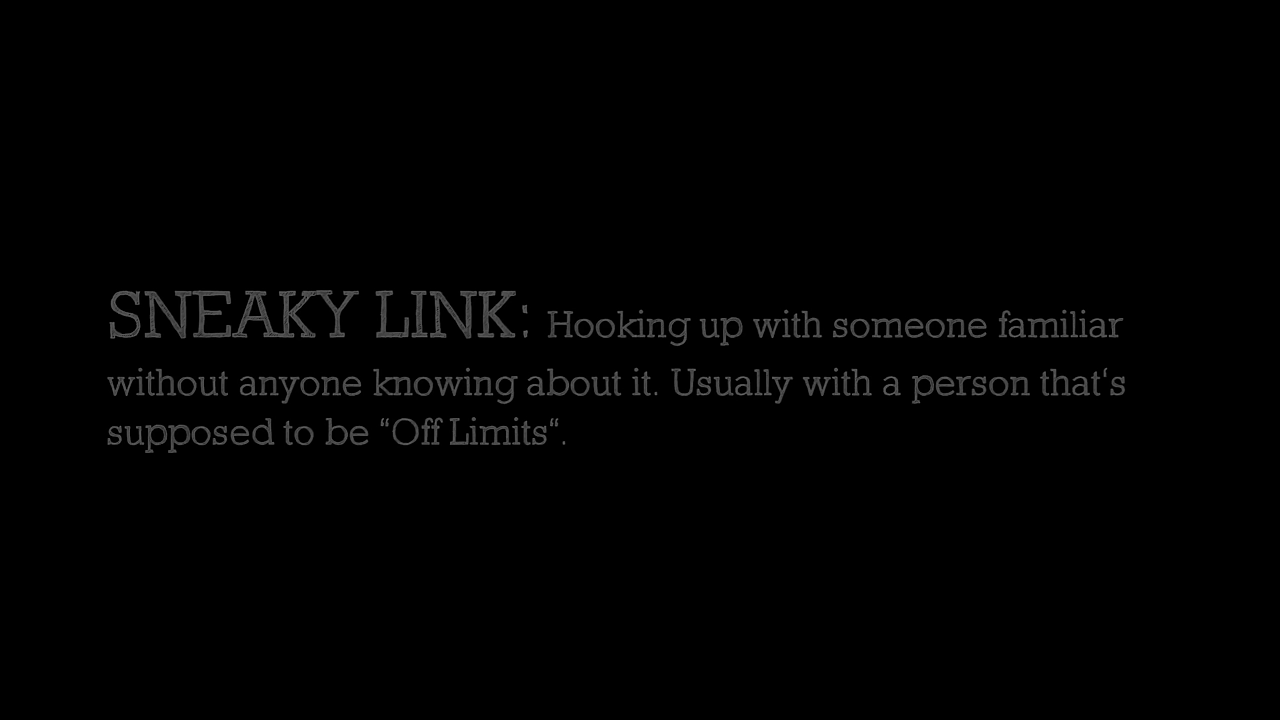 SNEAKY LINK: Hooking up with someone familiar
without anyone knowing about it. Usually with a person that‘s
supposed to be “Off Limits“.